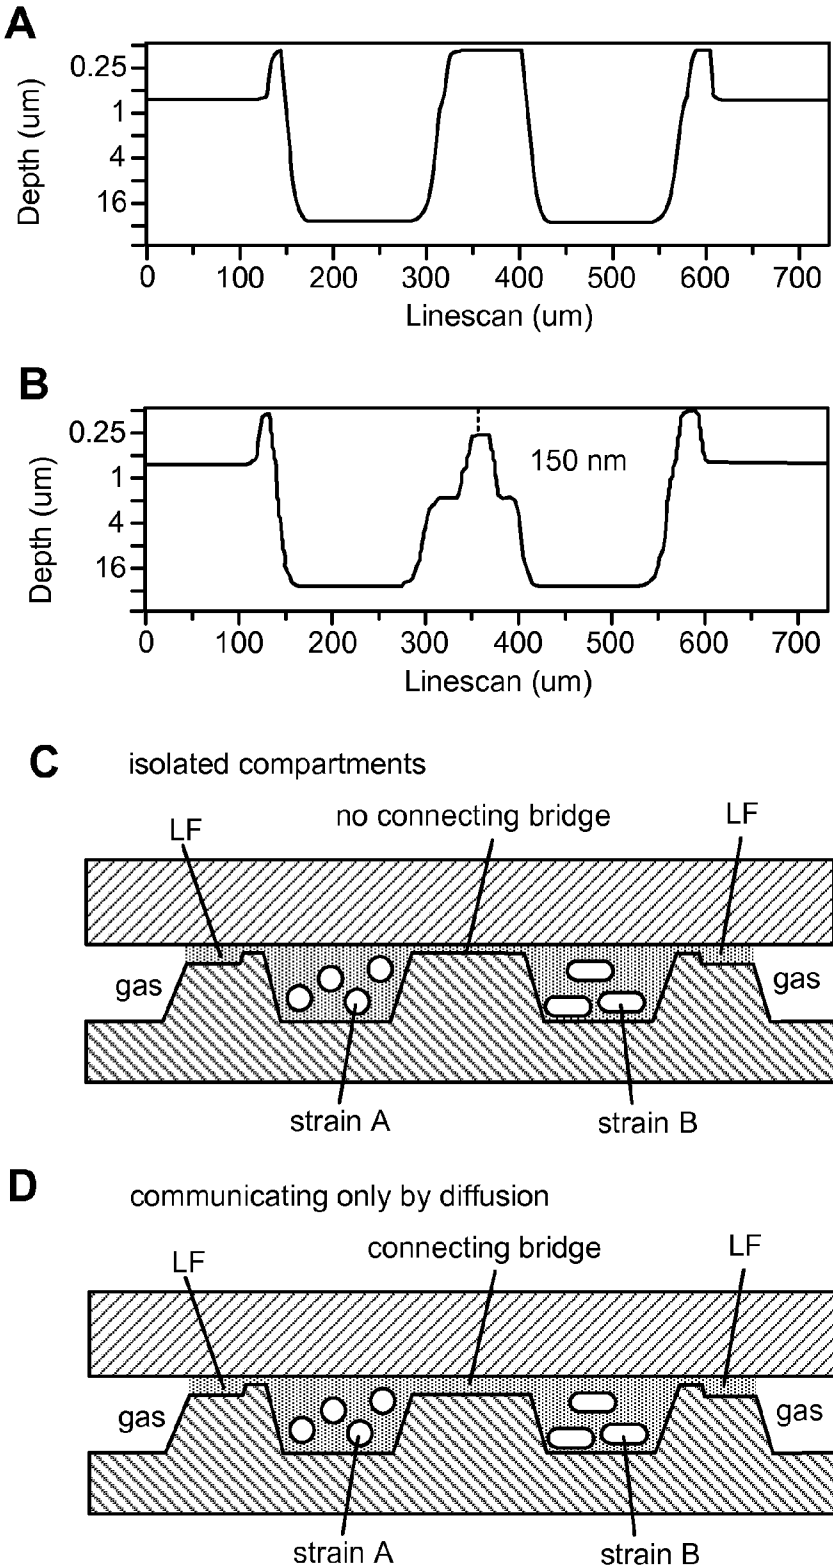 A
Depth (um)
0.25
1
4
16
0 100 200 300 400 500 600 700
Linescan (um)
B
Depth (um)
0.25
1
4
16
150 nm
0 100 200 300 400 500 600 700
Linescan (um)
C
isolated compartments
LF no connecting bridge LF
gas gas
strain A strain B
D
communicating only by diffusion
LF connecting bridge LF
gas gas
strain A strain B